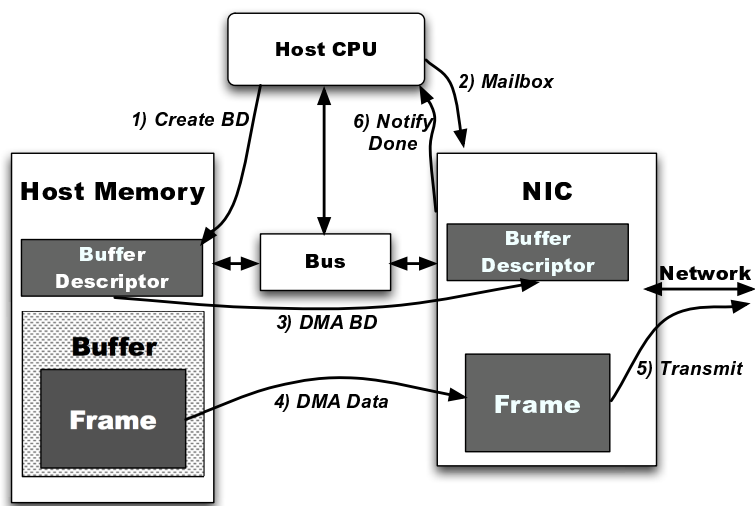 Host CPU
1) Create BD
2) Mailbox
6) Notify
Done
Host Memory
NIC
Buffer
Descriptor
Bus
Buffer
Descriptor
Network
3) DMA BD
Buffer
Frame
4) DMA Data
Frame
5) Transmit